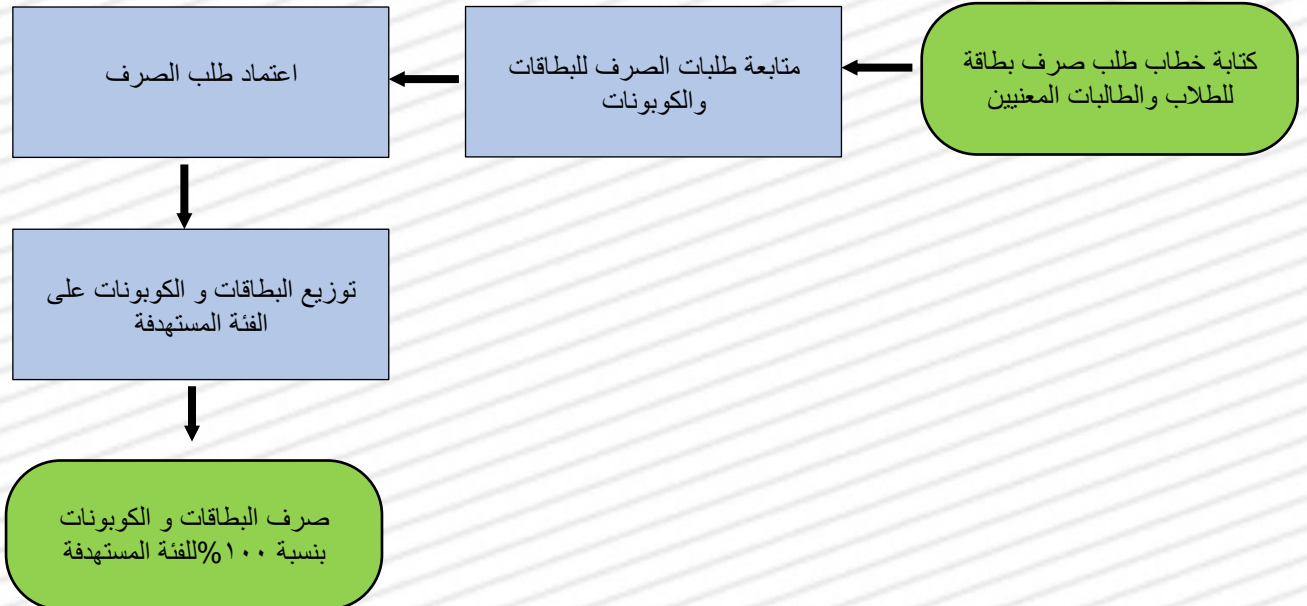 كتابة خطاب طلب صرف بطاقة
للطلاب والطالبات المعنيين
متابعة طلبات الصرف للبطاقات
والكوبونات
اعتماد طلب الصرف
توزيع البطاقات و الكوبونات على
الفئة المستهدفة
صرف البطاقات و الكوبونات
بنسبة ١٠٠%للفئة المستهدفة